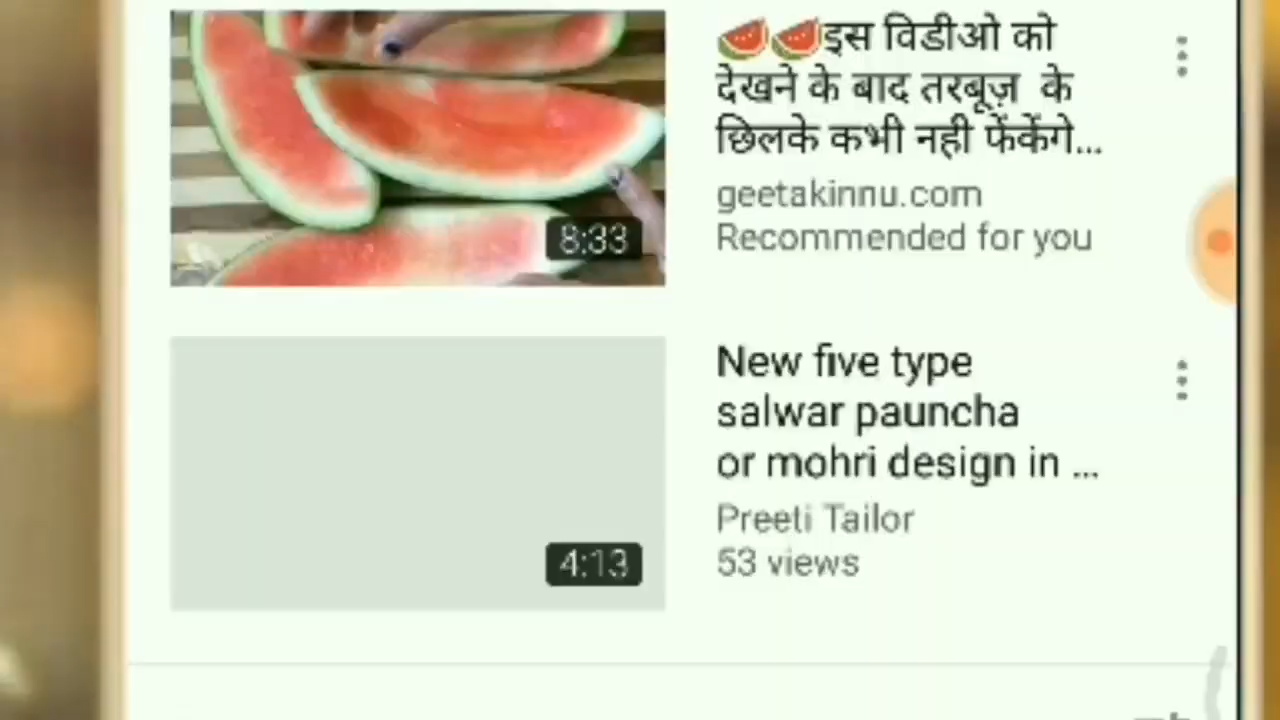 🍉🍉इस विडीओ को
देखने के बाद तरबूज़ के
छिलके कभी नही फेंकेंगे...
geetakinnu.com
Recommended for you
8:33
New five type
salwar pauncha
or mohri design in ...
Preeti Tailor
53 views
4:13